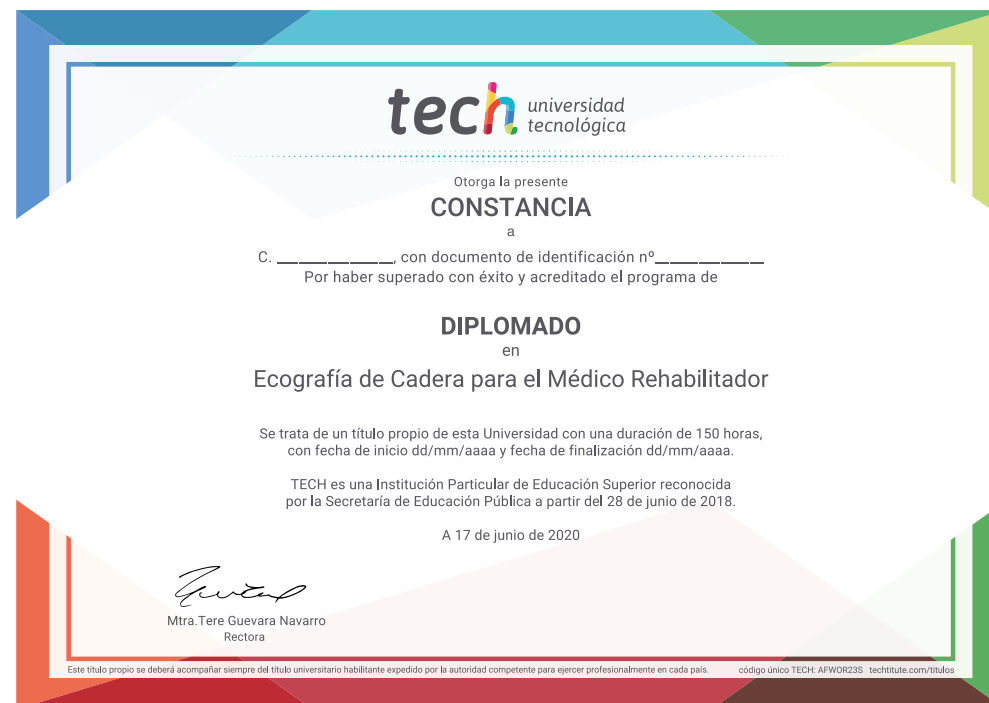 tech universidad
tecnológica
Otorga la presente
CONSTANCIA
a
C. ______________, con documento de identificación nº______________
Por haber superado con éxito y acreditado el programa de
DIPLOMADO
en
Ecografía de Cadera para el Médico Rehabilitador
Se trata de un título propio de esta Universidad con una duración de 150 horas,
con fecha de inicio dd/mm/aaaa y fecha de finalización dd/mm/aaaa.
TECH es una Institución Particular de Educación Superior reconocida
por la Secretaría de Educación Pública a partir del 28 de junio de 2018.
A 17 de junio de 2020
Mtra.Tere Guevara Navarro
Rectora
Este título propio se deberá acompañar siempre del título universitario habilitante expedido por la autoridad competente para ejercer profesionalmente en cada país. código único TECH: AFWOR23S techtitute.com/titulos